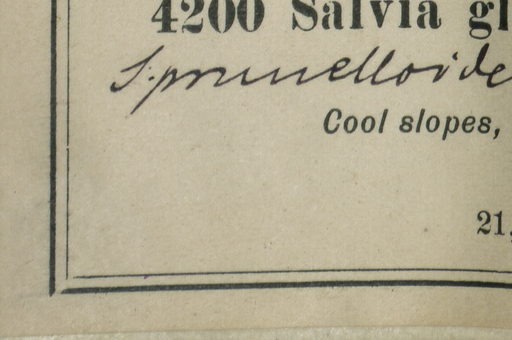 4200 Salvia gl
S. prunelloide
Cool slopes,
21,